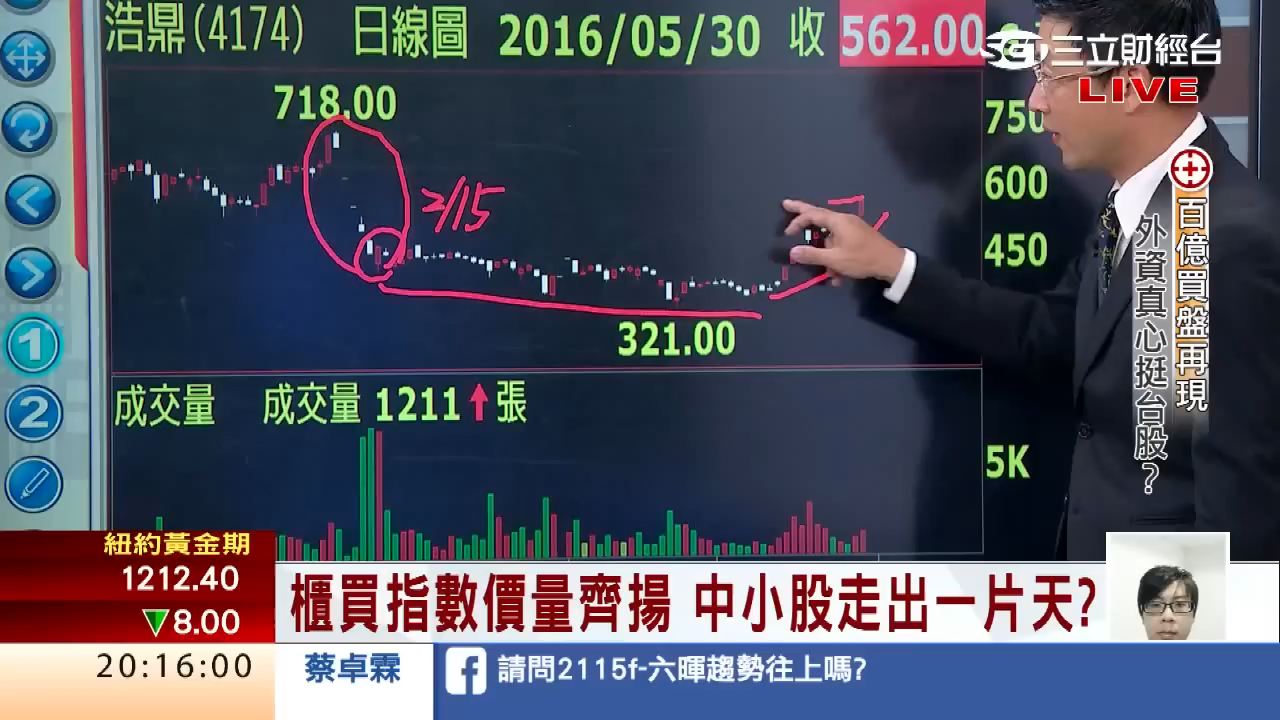 浩鼎(4174) 日線圖 2016/05/30 收 562.00
三立財經台
LIVE
718.00
750
600
450
2/15
321.00
成交量 成交量 1211 張
5K
百億買盤再現
外資真心挺台股?
1
2
紐約黃金期
1212.40
▼8.00
20:16:00
櫃買指數價量齊揚 中小股走出一片天?
蔡卓霖
f 請問2115f-六暉趨勢往上嗎?